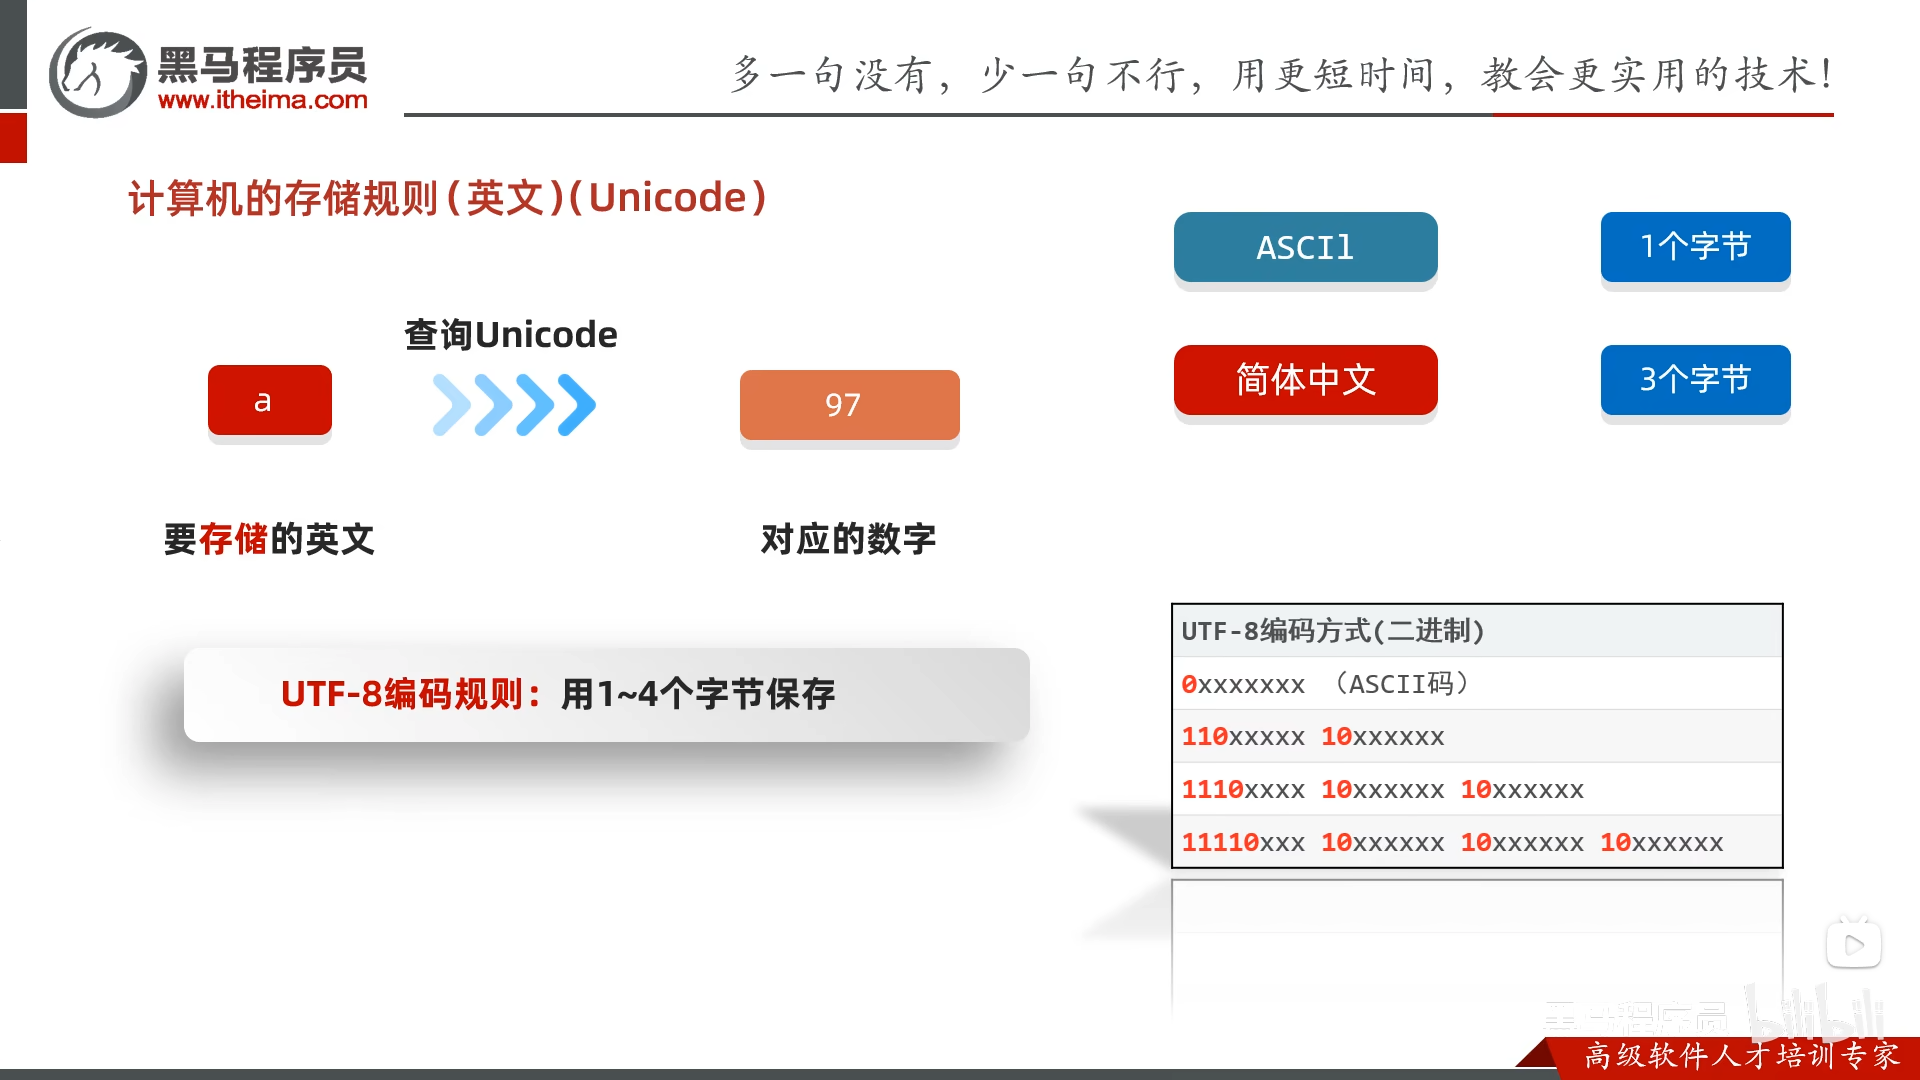 黑马程序员
www.itheima.com
多一句没有，少一句不行，用更短时间，教会更实用的技术！
计算机的存储规则(英文)(Unicode)
ASCIl
1个字节
查询Unicode
简体中文
3个字节
a
97
要存储的英文
对应的数字
UTF-8编码方式(二进制)
0xxxxxxx （ASCII码）
UTF-8编码规则：用1~4个字节保存
110xxxxx 10xxxxxx
1110xxxx 10xxxxxx 10xxxxxx
11110xxx 10xxxxxx 10xxxxxx 10xxxxxx
黑马程序员 bilibili
高级软件人才培训专家